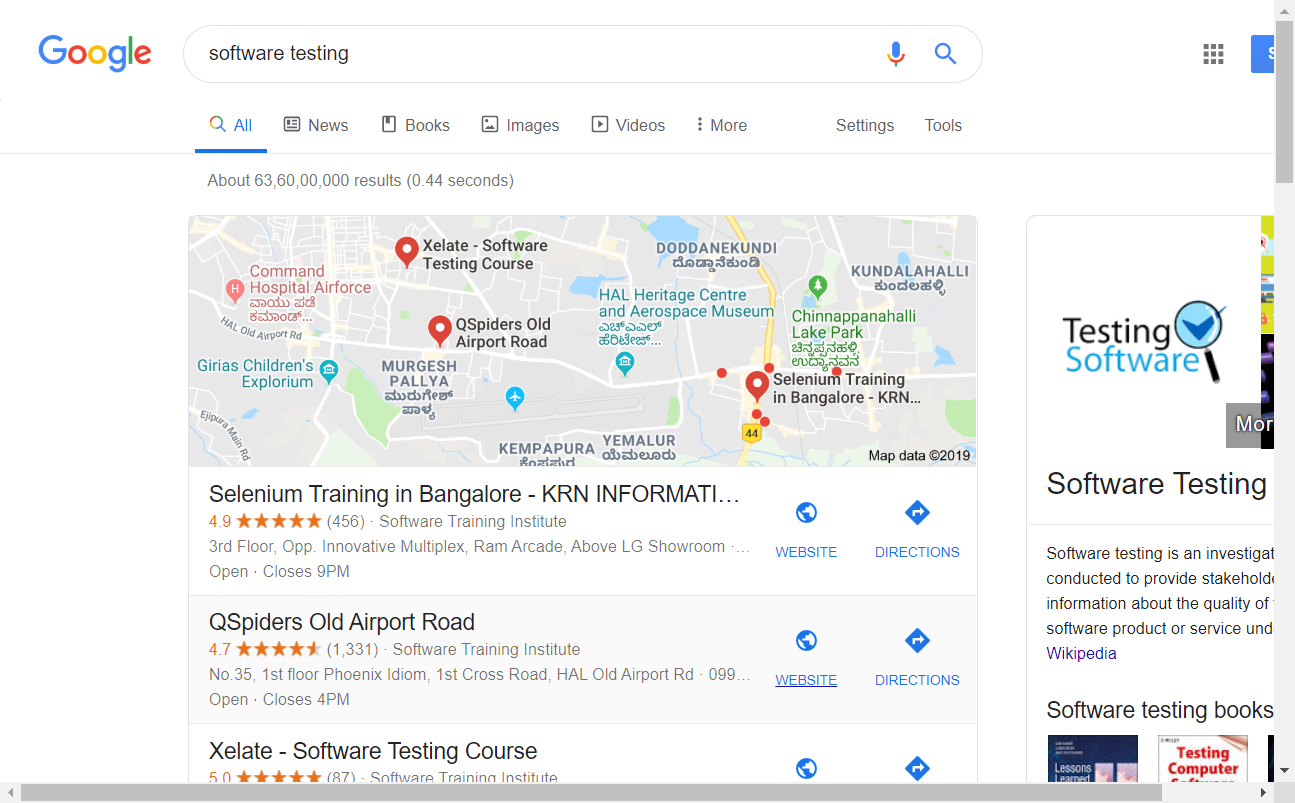 Google
software testing
All
News
Books
Images
Videos
More
Settings
Tools
About 63,60,00,000 results (0.44 seconds)
Xelate - Software
Testing Course
DODDANEKUNDI
ದೊಡ್ಡಾನೆಕುಂಡಿ
KUNDALAHALLI
ಕುಂದಲಹಳ್ಳಿ
H
Command
Hospital Airforce
ವಾಯು ಪಡೆ
ಕಮಾಂಡ್...
HAL Old Airport Rd
HAL Heritage Centre
and Aerospace Museum
ಎಚ್ಎಎಲ್
ಹೆರಿಟೇಜ್...
Chinnappanahalli
Lake Park
ಚಿನ್ನಪ್ಪನಹಳ್ಳಿ
ಉದ್ಯಾನವನ
QSpiders Old
Airport Road
Girias Children's
Explorium
MURGESH
PALLYA
ಮುರುಗೇಶ್
ಪಾಳ್ಯ
Selenium Training
in Bangalore - KRN...
Ejipura Main Rd
44
KEMPAPURA
ಕೆಂಪಾಪುರ
YEMALUR
ಯೆಮಲೂರು
Map data ©2019
Selenium Training in Bangalore - KRN INFORMATI...
4.9 (456) · Software Training Institute
3rd Floor, Opp. Innovative Multiplex, Ram Arcade, Above LG Showroom ·...
Open · Closes 9PM
WEBSITE
DIRECTIONS
QSpiders Old Airport Road
4.7 (1,331) · Software Training Institute
No.35, 1st floor Phoenix Idiom, 1st Cross Road, HAL Old Airport Rd · 099...
Open · Closes 4PM
WEBSITE
DIRECTIONS
Xelate - Software Testing Course
5.0 (87) · Software Training Institute
Testing
Software
Mor
Software Testing
Software testing is an investigat
conducted to provide stakeholde
information about the quality of
software product or service und
Wikipedia
Software testing books
Lessons
Learned
WILEY
Testing
Computer
Software